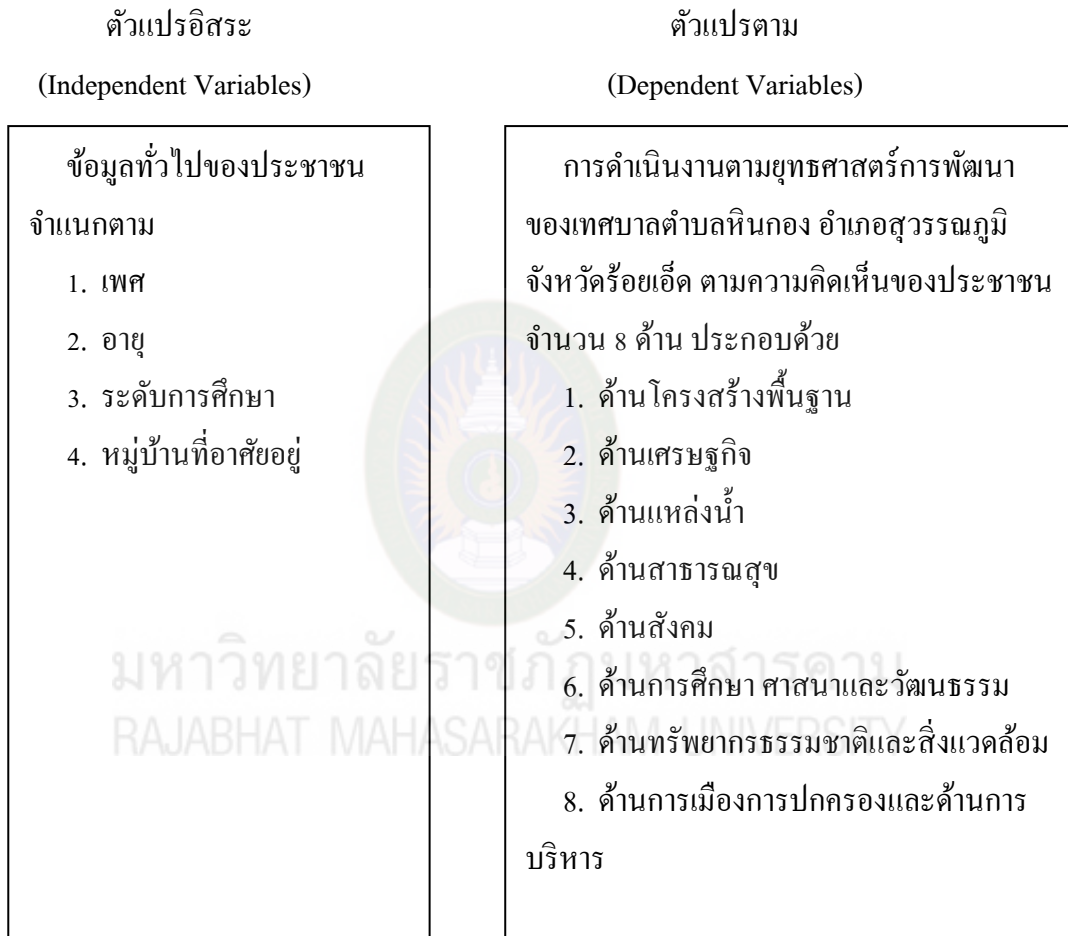 ตัวแปรอิสระ
(Independent Variables)
ข้อมูลทั่วไปของประชาชน
จำแนกตาม
1. เพศ
2. อายุ
3. ระดับการศึกษา
4. หมู่บ้านที่อาศัยอยู่
ตัวแปรตาม
(Dependent Variables)
การดำเนินงานตามยุทธศาสตร์การพัฒนา
ของเทศบาลตำบลหินกอง อำเภอสุวรรณภูมิ
จังหวัดร้อยเอ็ด ตามความคิดเห็นของประชาชน
จำนวน 8 ด้าน ประกอบด้วย
1. ด้านโครงสร้างพื้นฐาน
2. ด้านเศรษฐกิจ
3. ด้านแหล่งน้ำ
4. ด้านสาธารณสุข
5. ด้านสังคม
6. ด้านการศึกษา ศาสนาและวัฒนธรรม
7. ด้านทรัพยากรธรรมชาติและสิ่งแวดล้อม
8. ด้านการเมืองการปกครองและด้านการ
บริหาร
มหาวิทยาลัยราชภัฏมหาสารคาม
RAJABHAT MAHASARAKHAM UNIVERSITY